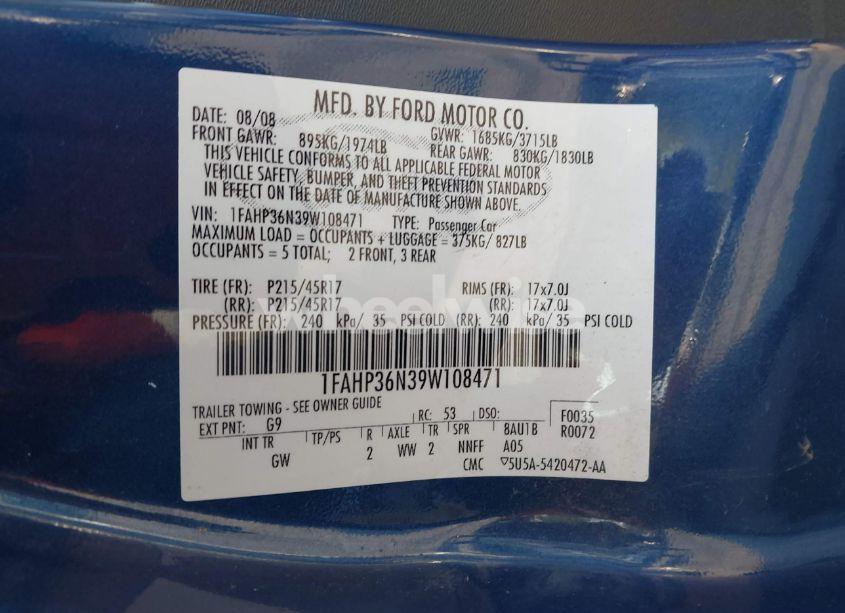 MFD. BY FORD MOTOR CO.
DATE: 08/08 GVWR: 1685KG/3715LB
FRONT GAWR: 895KG/1974LB REAR GAWR: 830KG/1830LB
THIS VEHICLE CONFORMS TO ALL APPLICABLE FEDERAL MOTOR
VEHICLE SAFETY, BUMPER, AND THEFT PREVENTION STANDARDS
IN EFFECT ON THE DATE OF MANUFACTURE SHOWN ABOVE.
VIN: 1FAHP36N39W108471 TYPE: Passenger Car
MAXIMUM LOAD = OCCUPANTS + LUGGAGE = 375KG/ 827LB
OCCUPANTS = 5 TOTAL; 2 FRONT, 3 REAR
TIRE (FR): P215/45R17 RIMS (FR): 17x7.0J
(RR): P215/45R17 (RR): 17x7.0J
PRESSURE (FR): 240 kPa/ 35 PSI COLD (RR): 240 kPa/ 35 PSI COLD
1FAHP36N39W108471
TRAILER TOWING - SEE OWNER GUIDE
EXT PNT: G9 RC: 53 DSO: F0035
INT TR TP/PS R AXLE TR SPR 8AU1B R0072
GW 2 WW 2 NNFF A05
CMC ▽5U5A-5420472-AA